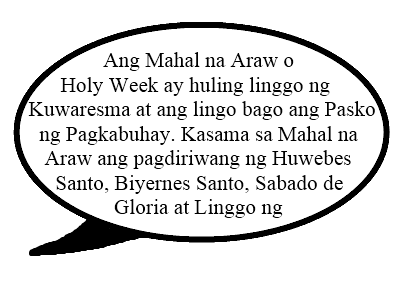 Ang Mahal na Araw o
Holy Week ay huling linggo ng
Kuwaresma at ang lingo bago ang Pasko
ng Pagkabuhay. Kasama sa Mahal na
Araw ang pagdiriwang ng Huwebes
Santo, Biyernes Santo, Sabado de
Gloria at Linggo ng